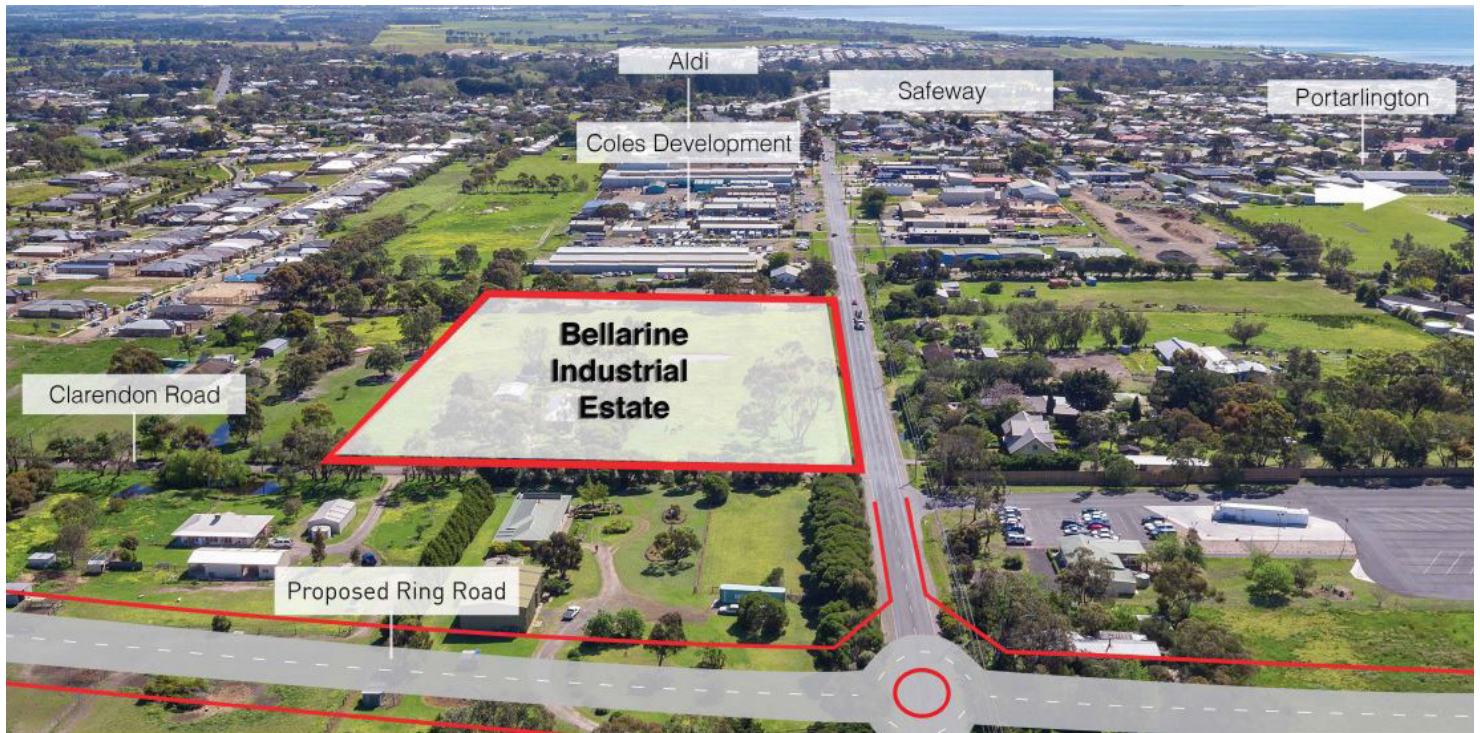 Aldi
Safeway
Portarlington
Coles Development
Bellarine
Industrial
Estate
Clarendon Road
Proposed Ring Road